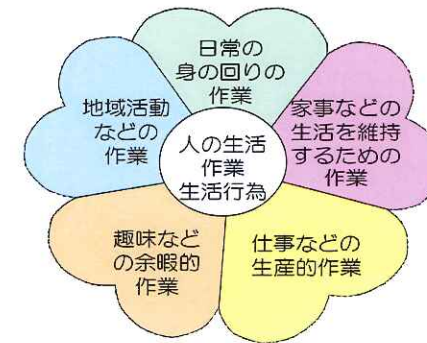 日常の
身の回りの
作業
家事などの
生活を維持
するための
作業
仕事などの
生産的作業
趣味など
の余暇的
作業
地域活動
などの
作業
人の生活
作業
生活行為